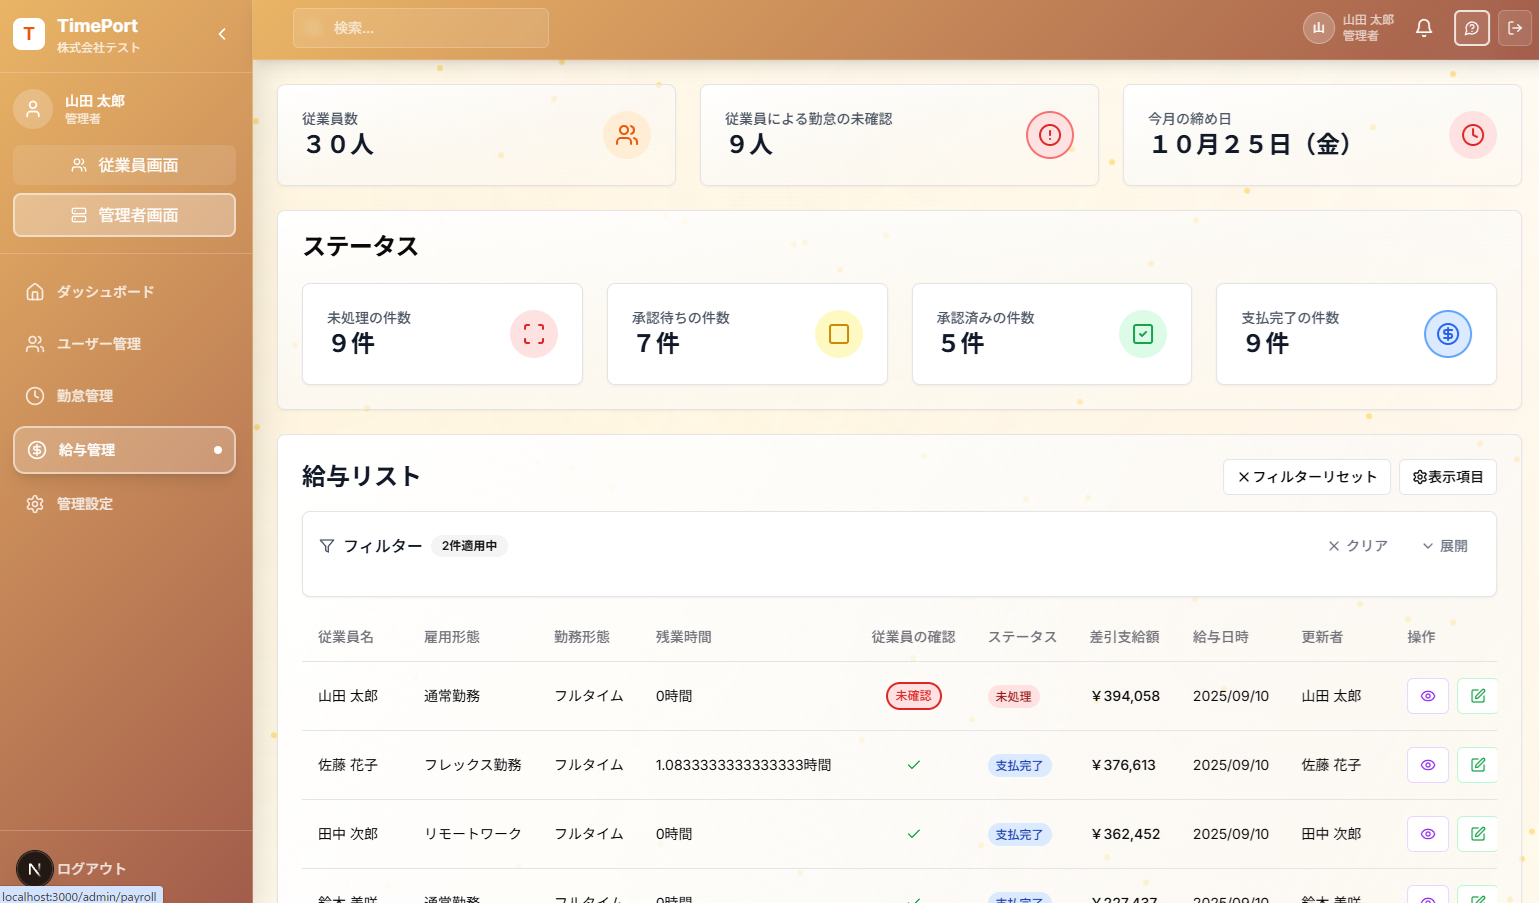 T
TimePort
株式会社テスト
検索...
山
山田 太郎
管理者
山田 太郎
管理者
従業員画面
管理者画面
ダッシュボード
ユーザー管理
勤怠管理
給与管理
管理設定
N
ログアウト
localhost:3000/admin/payroll
従業員数
３０人
従業員による勤怠の未確認
９人
今月の締め日
１０月２５日（金）
ステータス
未処理の件数
９件
承認待ちの件数
７件
承認済みの件数
５件
支払完了の件数
９件
給与リスト
フィルターリセット
表示項目
フィルター 2件適用中
クリア
展開
従業員名 雇用形態 勤務形態 残業時間 従業員の確認 ステータス 差引支給額 給与日時 更新者 操作
山田 太郎 通常勤務 フルタイム 0時間 未確認 未処理 ￥394,058 2025/09/10 山田 太郎
佐藤 花子 フレックス勤務 フルタイム 1.0833333333333333時間 支払完了 ￥376,613 2025/09/10 佐藤 花子
田中 次郎 リモートワーク フルタイム 0時間 支払完了 ￥362,452 2025/09/10 田中 次郎
鈴木 美咲 通常勤務 フルタイム 0時間 支払完了 ￥227,437 2025/09/10 鈴木 美咲